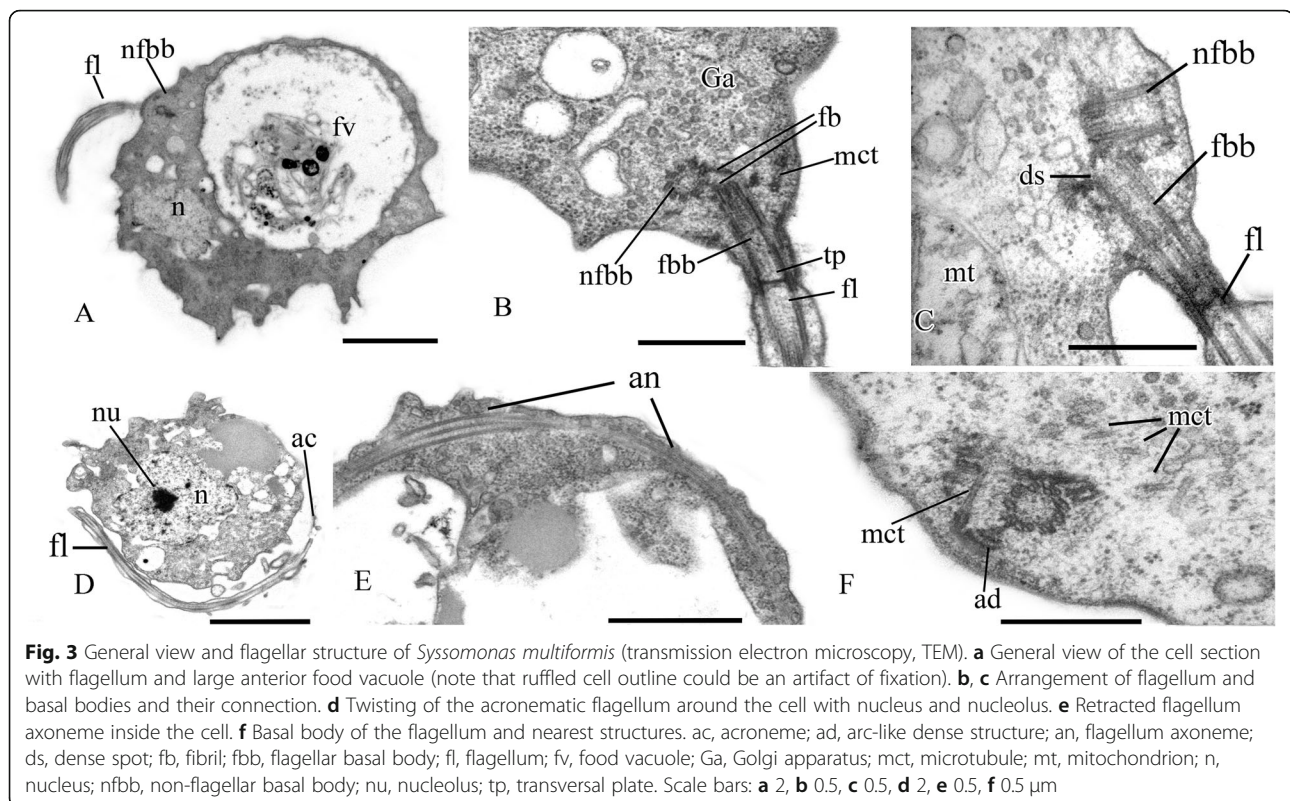 fl
nfbb
fv
n
A
Ga
fb
mct
nfbb
fbb
tp
fl
B
nfbb
fbb
ds
fl
mt
C
nu
n
ac
fl
D
an
E
mct
mct
ad
F
Fig. 3 General view and flagellar structure of Syssomonas multiformis (transmission electron microscopy, TEM). a General view of the cell section
with flagellum and large anterior food vacuole (note that ruffled cell outline could be an artifact of fixation). b, c Arrangement of flagellum and
basal bodies and their connection. d Twisting of the acronematic flagellum around the cell with nucleus and nucleolus. e Retracted flagellum
axoneme inside the cell. f Basal body of the flagellum and nearest structures. ac, acroneme; ad, arc-like dense structure; an, flagellum axoneme;
ds, dense spot; fb, fibril; fbb, flagellar basal body; fl, flagellum; fv, food vacuole; Ga, Golgi apparatus; mct, microtubule; mt, mitochondrion; n,
nucleus; nfbb, non-flagellar basal body; nu, nucleolus; tp, transversal plate. Scale bars: a 2, b 0.5, c 0.5, d 2, e 0.5, f 0.5 μm